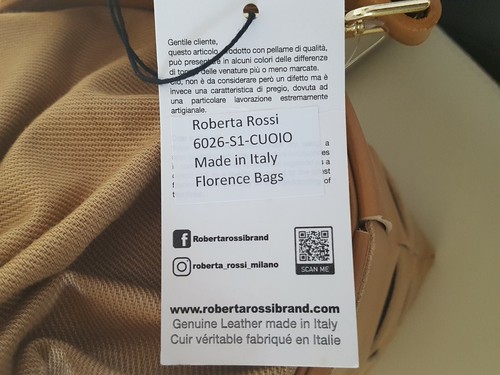 Gentile cliente,
questo articolo prodotto con pellame di qualità,
può presentare in alcuni colori delle differenze
di venature più o meno marcate.
non è da considerare però un difetto ma è
invece una caratteristica di pregio, dovuta ad
una particolare lavorazione estremamente
artigianale.
Roberta Rossi
6026-S1-CUOIO
Made in Italy
Florence Bags
Robertarossibrand
roberta_rossi_milano
SCAN ME
www.robertarossibrand.com
Genuine Leather made in Italy
Cuir véritable fabriqué en Italie